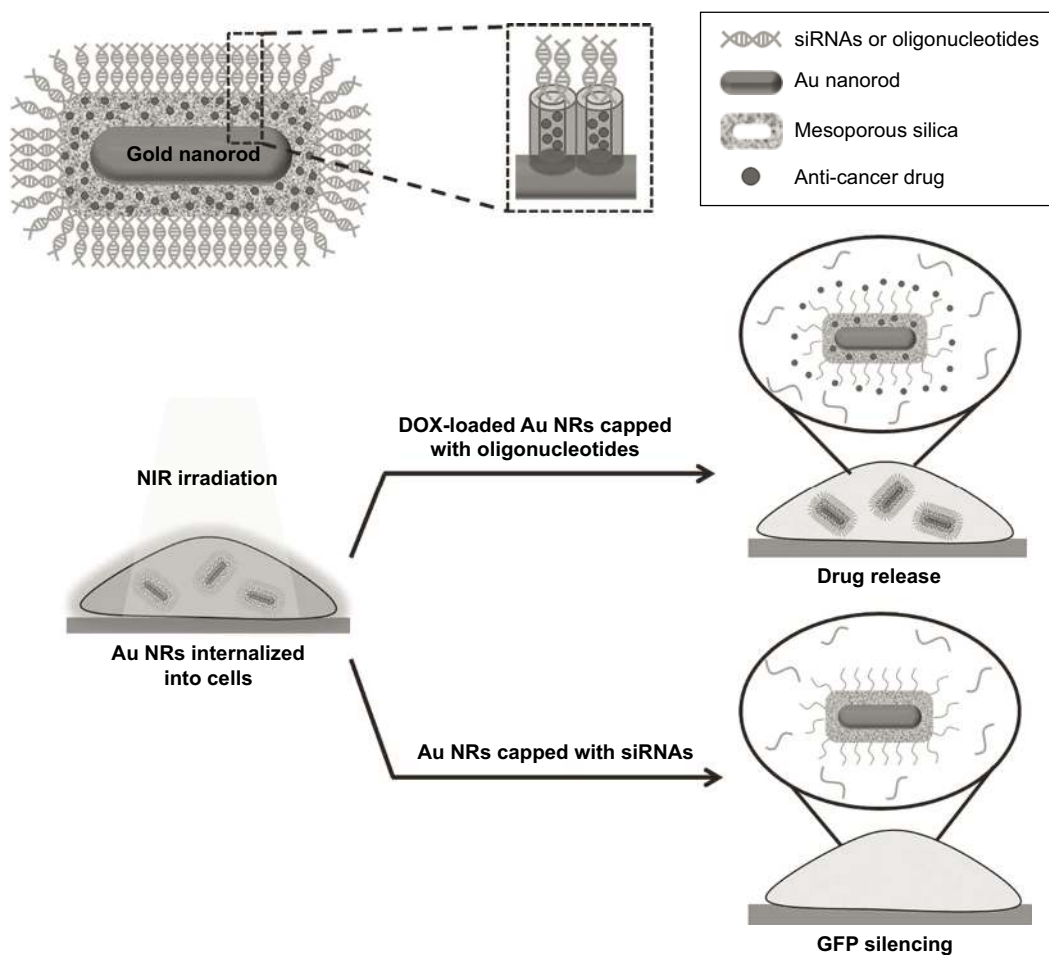 Gold nanorod
siRNAs or oligonucleotides
Au nanorod
Mesoporous silica
Anti-cancer drug
NIR irradiation
Au NRs internalized
into cells
DOX-loaded Au NRs capped
with oligonucleotides
Drug release
Au NRs capped with siRNAs
GFP silencing